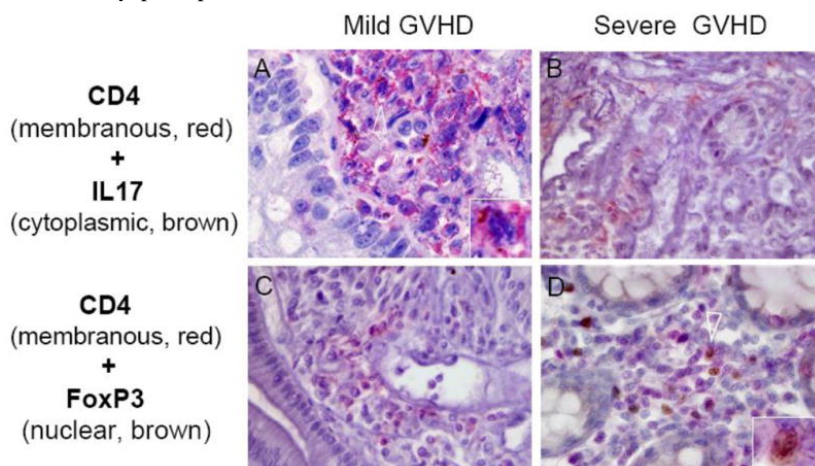 Mild GVHD
Severe GVHD
CD4
(membranous, red)
+
IL17
(cytoplasmic, brown)
A
B
CD4
(membranous, red)
+
FoxP3
(nuclear, brown)
C
D